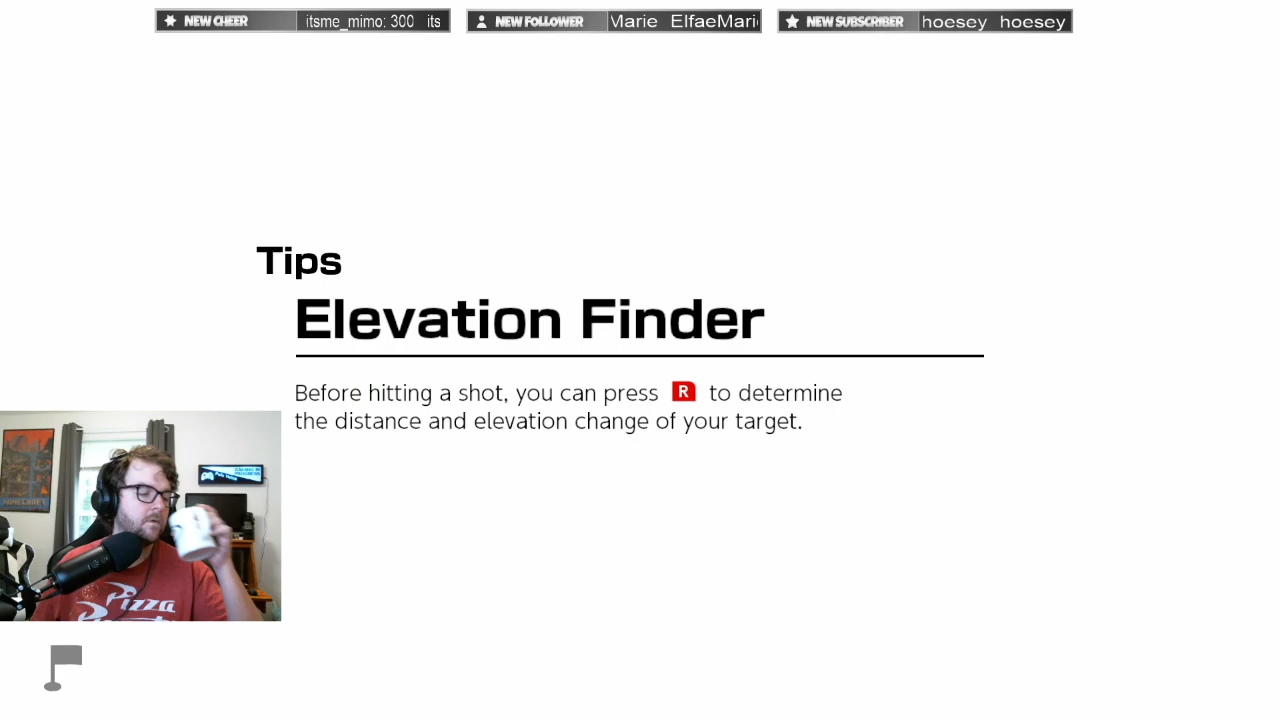 NEW CHEER
itsme_mimo: 300 its
NEW FOLLOWER
Marie ElfaeMari
NEW SUBSCRIBER
hoesey hoesey
Tips
Elevation Finder
Before hitting a shot, you can press R to determine
the distance and elevation change of your target.
MINECRAFT
Pizza